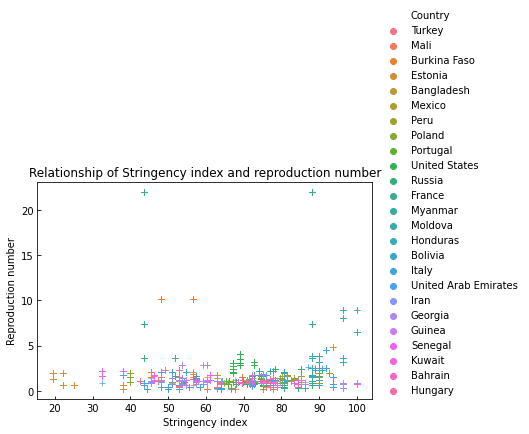 Country
Turkey
Mali
Burkina Faso
Estonia
Bangladesh
Mexico
Peru
Poland
Portugal
United States
Russia
France
Myanmar
Moldova
Honduras
Bolivia
Italy
United Arab Emirates
Iran
Georgia
Guinea
Senegal
Kuwait
Bahrain
Hungary
Relationship of Stringency index and reproduction number
Reproduction number
20
15
10
5
0
20 30 40 50 60 70 80 90 100
Stringency index